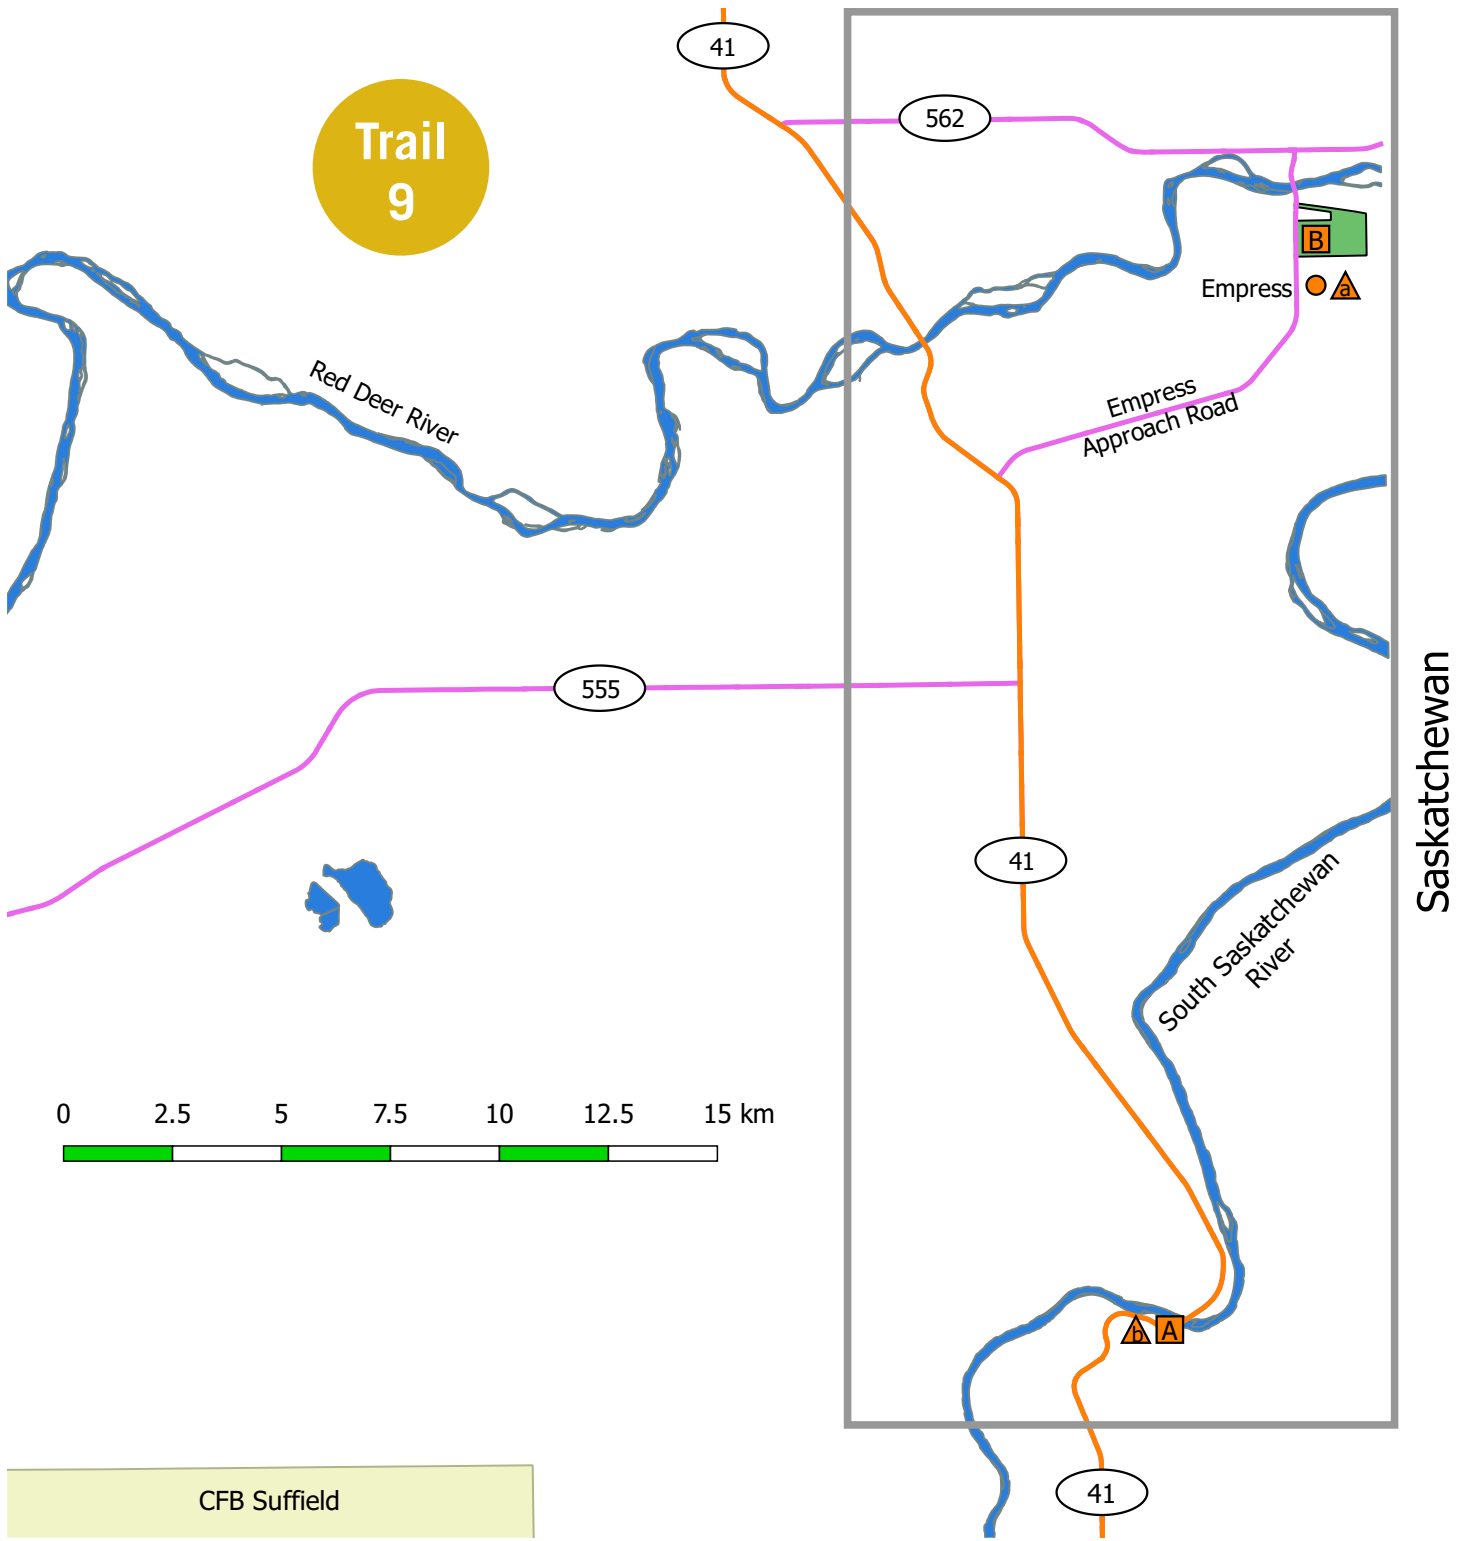 41
562
Trail
9
B
Empress
a
Red Deer River
Empress
Approach Road
555
Saskatchewan
41
South Saskatchewan
River
0 2.5 5 7.5 10 12.5 15 km
b
A
41
CFB Suffield